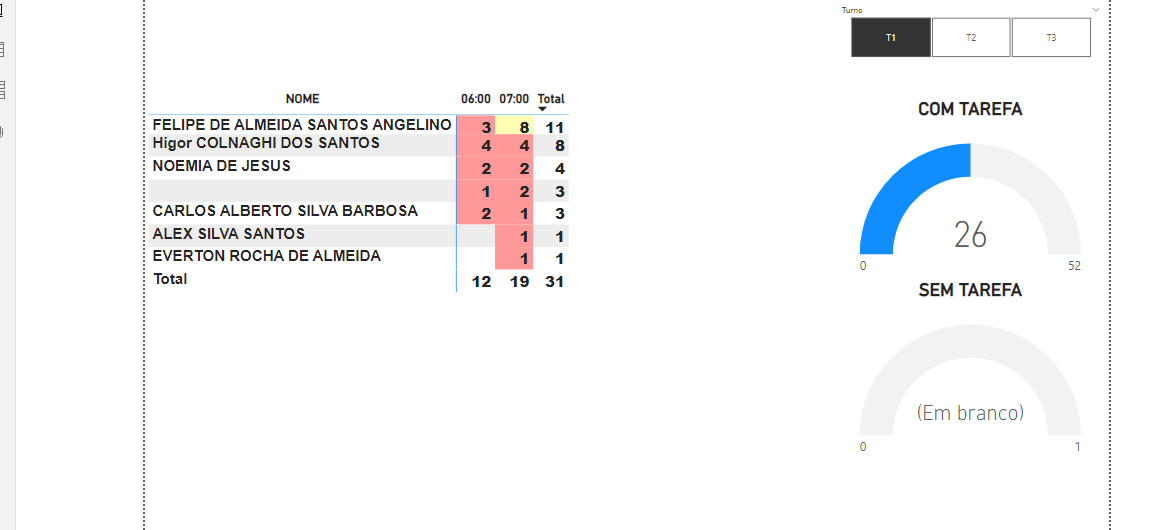 Turno
T1 T2 T3
NOME 06:00 07:00 Total
FELIPE DE ALMEIDA SANTOS ANGELINO 3 8 11
Higor COLNAGHI DOS SANTOS 4 4 8
NOEMIA DE JESUS 2 2 4
1 2 3
CARLOS ALBERTO SILVA BARBOSA 2 1 3
ALEX SILVA SANTOS 1 1
EVERTON ROCHA DE ALMEIDA 1 1
Total 12 19 31
COM TAREFA
26
0 52
SEM TAREFA
(Em branco)
0 1